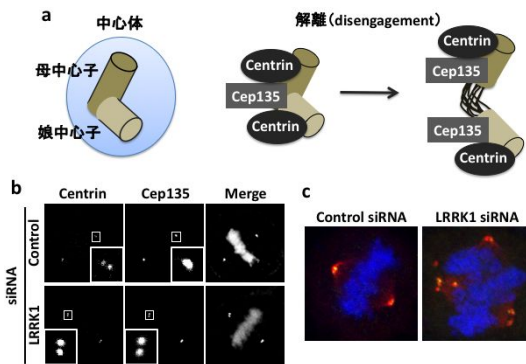 a
中心体
母中心子
娘中心子
解離(disengagement)
Centrin
Cep135
Centrin
Centrin
Cep135
Cep135
Centrin
b
Centrin
Cep135
Merge
siRNA
Control
LRRK1
c
Control siRNA
LRRK1 siRNA